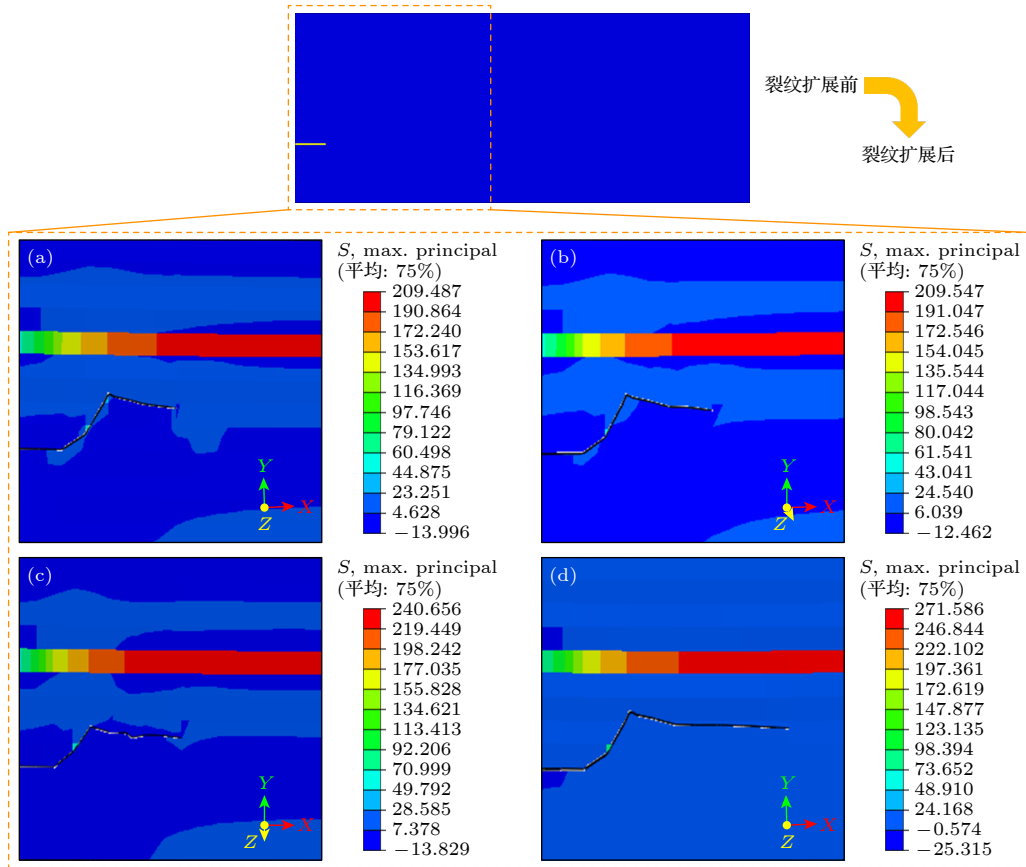 裂纹扩展前
裂纹扩展后
(a)
S, max. principal
(平均: 75%)
209.487
190.864
172.240
153.617
134.993
116.369
97.746
79.122
60.498
44.875
23.251
4.628
−13.996
Y
X
Z
(b)
S, max. principal
(平均: 75%)
209.547
191.047
172.546
154.045
135.544
117.044
98.543
80.042
61.541
43.041
24.540
6.039
−12.462
Y
X
Z
(c)
S, max. principal
(平均: 75%)
240.656
219.449
198.242
177.035
155.828
134.621
113.413
92.206
70.999
49.792
28.585
7.378
−13.829
Y
X
Z
(d)
S, max. principal
(平均: 75%)
271.586
246.844
222.102
197.361
172.619
147.877
123.135
98.394
73.652
48.910
24.168
−0.574
−25.315
Y
X
Z